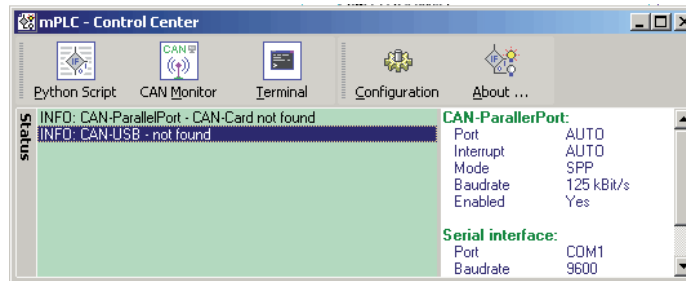 mPLC - Control Center
CAN
Python Script CAN Monitor Terminal Configuration About ...
Status
INFO: CAN-ParallelPort - CAN-Card not found
INFO: CAN-USB - not found
CAN-ParallerPort:
Port AUTO
Interrupt AUTO
Mode SPP
Baudrate 125 kBit/s
Enabled Yes
Serial interface:
Port COM1
Baudrate 9600